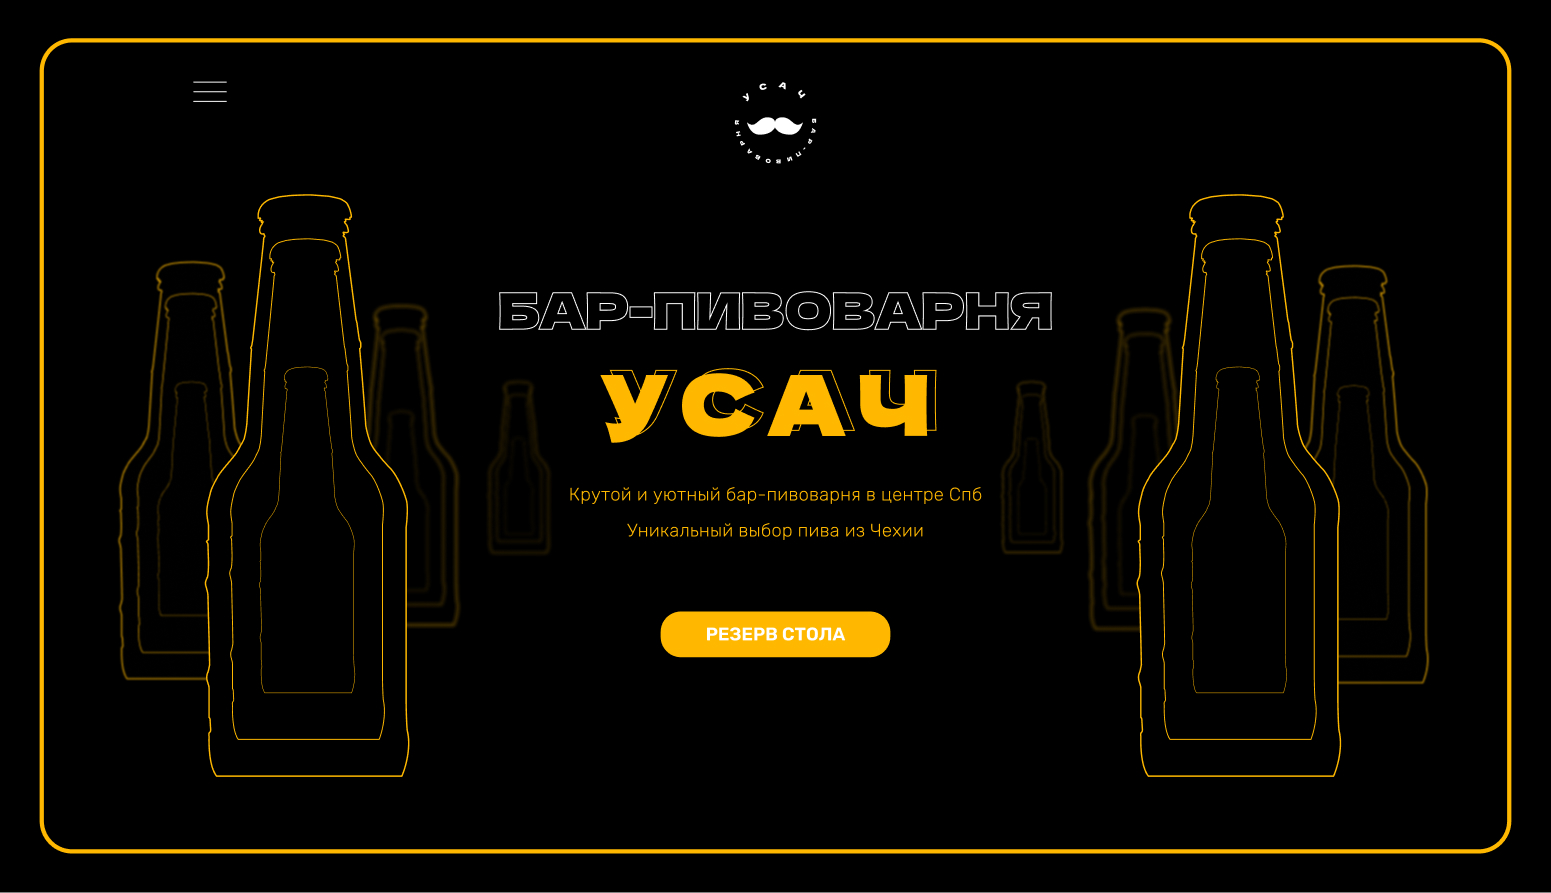 УСАЧ
БАР-ПИВОВАРНЯ
БАР-ПИВОВАРНЯ
УСАЧ
Крутой и уютный бар-пивоварня в центре Спб
Уникальный выбор пива из Чехии
РЕЗЕРВ СТОЛА